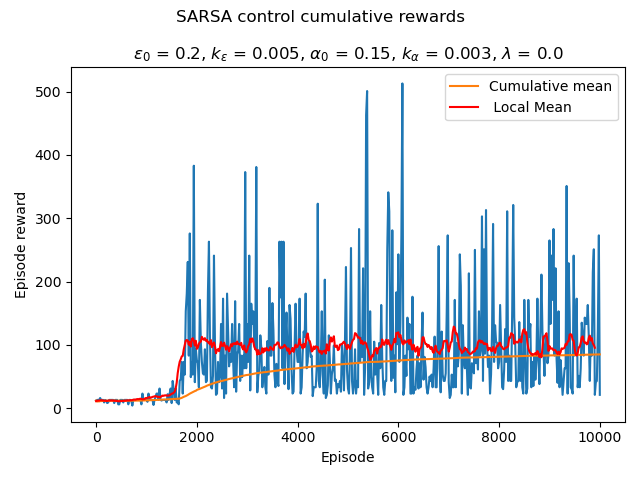 SARSA control cumulative rewards
ε₀ = 0.2, kε = 0.005, α₀ = 0.15, kα = 0.003, λ = 0.0
Cumulative mean
Local Mean
Episode reward
500
400
300
200
100
0
0 2000 4000 6000 8000 10000
Episode